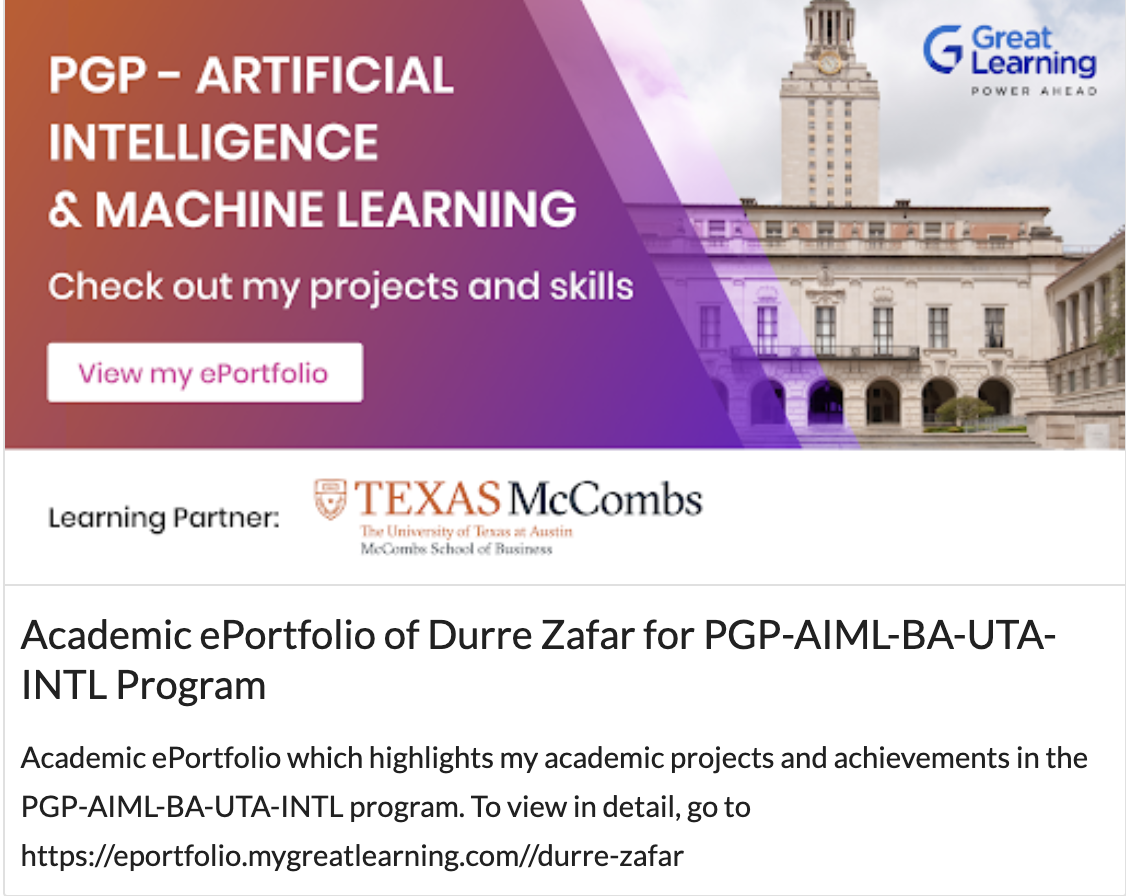 PGP – ARTIFICIAL
INTELLIGENCE
& MACHINE LEARNING
Check out my projects and skills
View my ePortfolio
Great
Learning
POWER AHEAD
Learning Partner:
TEXAS McCombs
The University of Texas at Austin
McCombs School of Business
Academic ePortfolio of Durre Zafar for PGP-AIML-BA-UTA-
INTL Program
Academic ePortfolio which highlights my academic projects and achievements in the
PGP-AIML-BA-UTA-INTL program. To view in detail, go to
https://eportfolio.mygreatlearning.com//durre-zafar